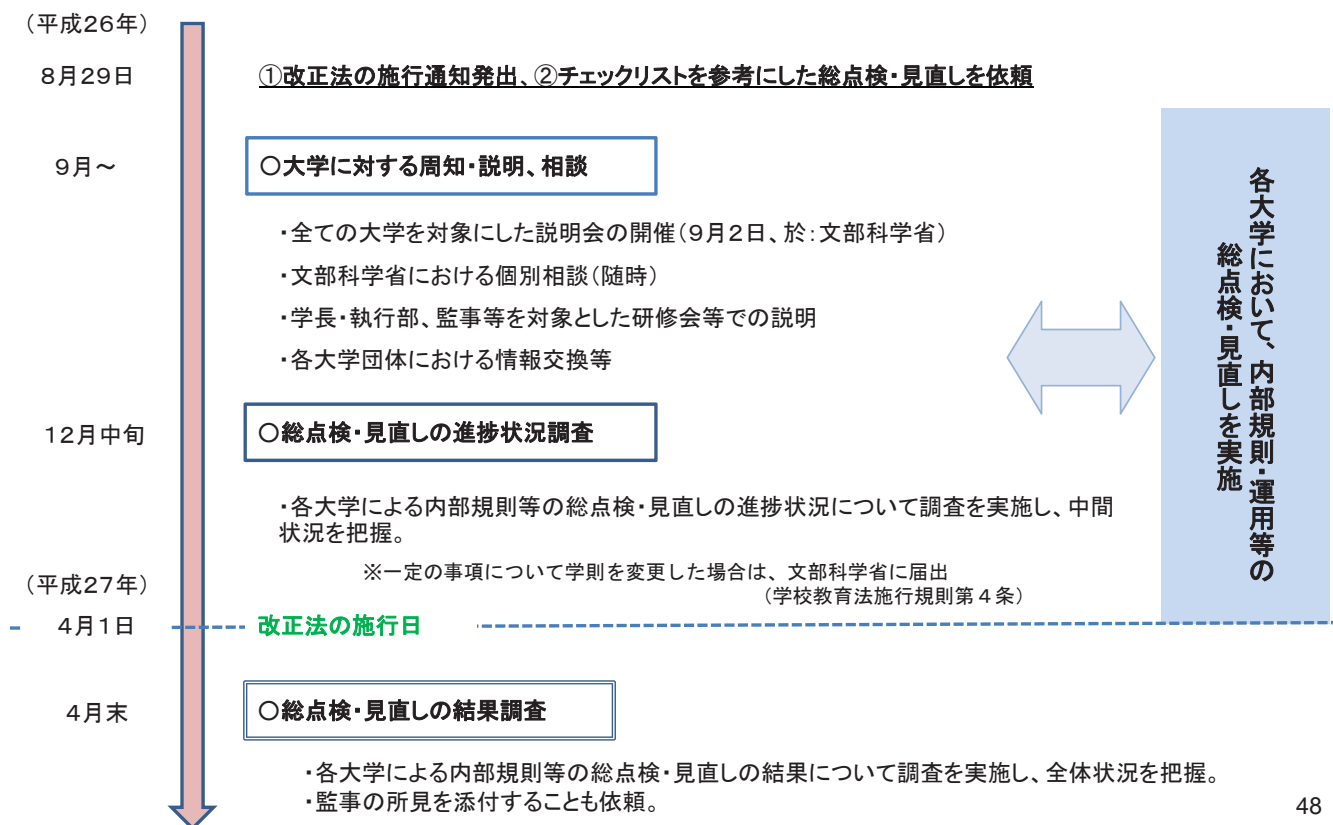 （平成２６年）
８月２９日
①改正法の施行通知発出、②チェックリストを参考にした総点検・見直しを依頼
９月～
○大学に対する周知・説明、相談
・全ての大学を対象にした説明会の開催（９月２日、於：文部科学省）
・文部科学省における個別相談（随時）
・学長・執行部、監事等を対象とした研修会等での説明
・各大学団体における情報交換等
１２月中旬
○総点検・見直しの進捗状況調査
・各大学による内部規則等の総点検・見直しの進捗状況について調査を実施し、中間
状況を把握。
※一定の事項について学則を変更した場合は、文部科学省に届出
（学校教育法施行規則第４条）
（平成２７年）
４月１日
改正法の施行日
４月末
○総点検・見直しの結果調査
・各大学による内部規則等の総点検・見直しの結果について調査を実施し、全体状況を把握。
・監事の所見を添付することも依頼。
各大学において、内部規則・運用等の
総点検・見直しを実施
48